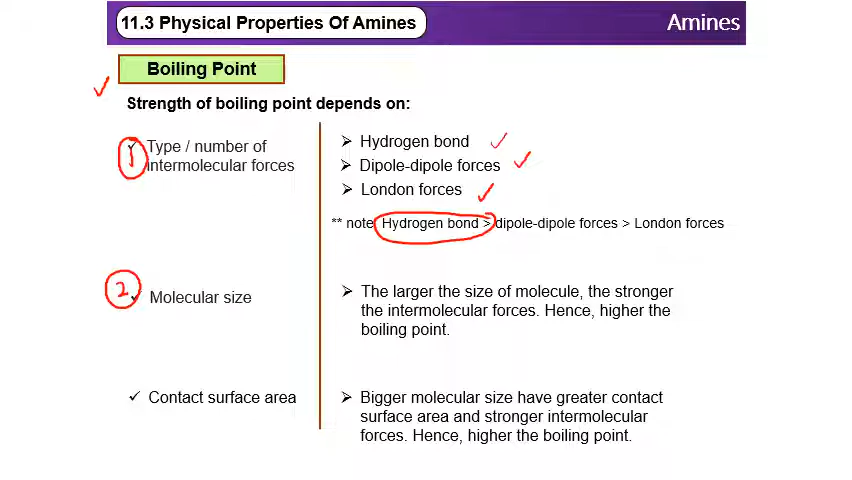 11.3 Physical Properties Of Amines
Amines
Boiling Point
Strength of boiling point depends on:
1
Type / number of
intermolecular forces
Hydrogen bond
Dipole-dipole forces
London forces
** note Hydrogen bond > dipole-dipole forces > London forces
2
Molecular size
The larger the size of molecule, the stronger
the intermolecular forces. Hence, higher the
boiling point.
Contact surface area
Bigger molecular size have greater contact
surface area and stronger intermolecular
forces. Hence, higher the boiling point.